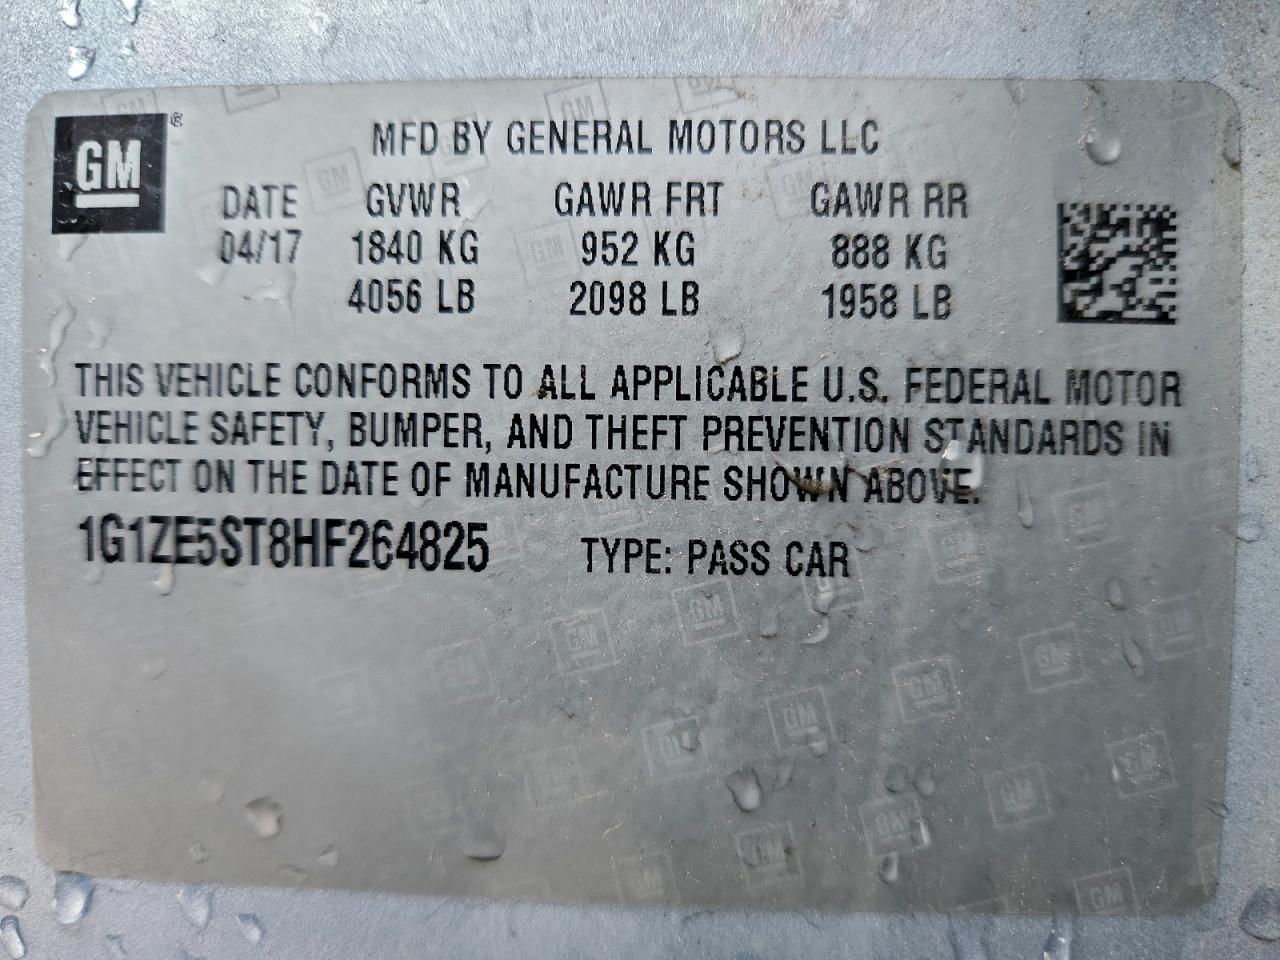 GM
MFD BY GENERAL MOTORS LLC
DATE GVWR GAWR FRT GAWR RR
04/17 1840 KG 952 KG 888 KG
4056 LB 2098 LB 1958 LB
THIS VEHICLE CONFORMS TO ALL APPLICABLE U.S. FEDERAL MOTOR
VEHICLE SAFETY, BUMPER, AND THEFT PREVENTION STANDARDS IN
EFFECT ON THE DATE OF MANUFACTURE SHOWN ABOVE.
1G1ZE5ST8HF264825 TYPE: PASS CAR